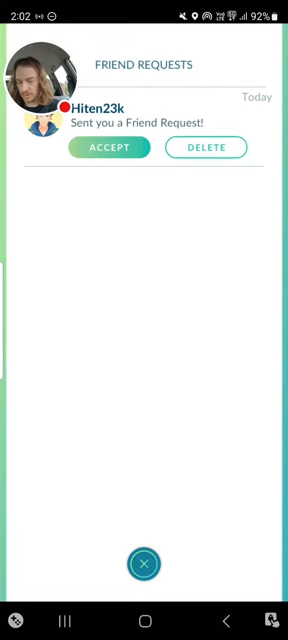 2:02
92%
FRIEND REQUESTS
Today
Hiten23k
Sent you a Friend Request!
ACCEPT
DELETE